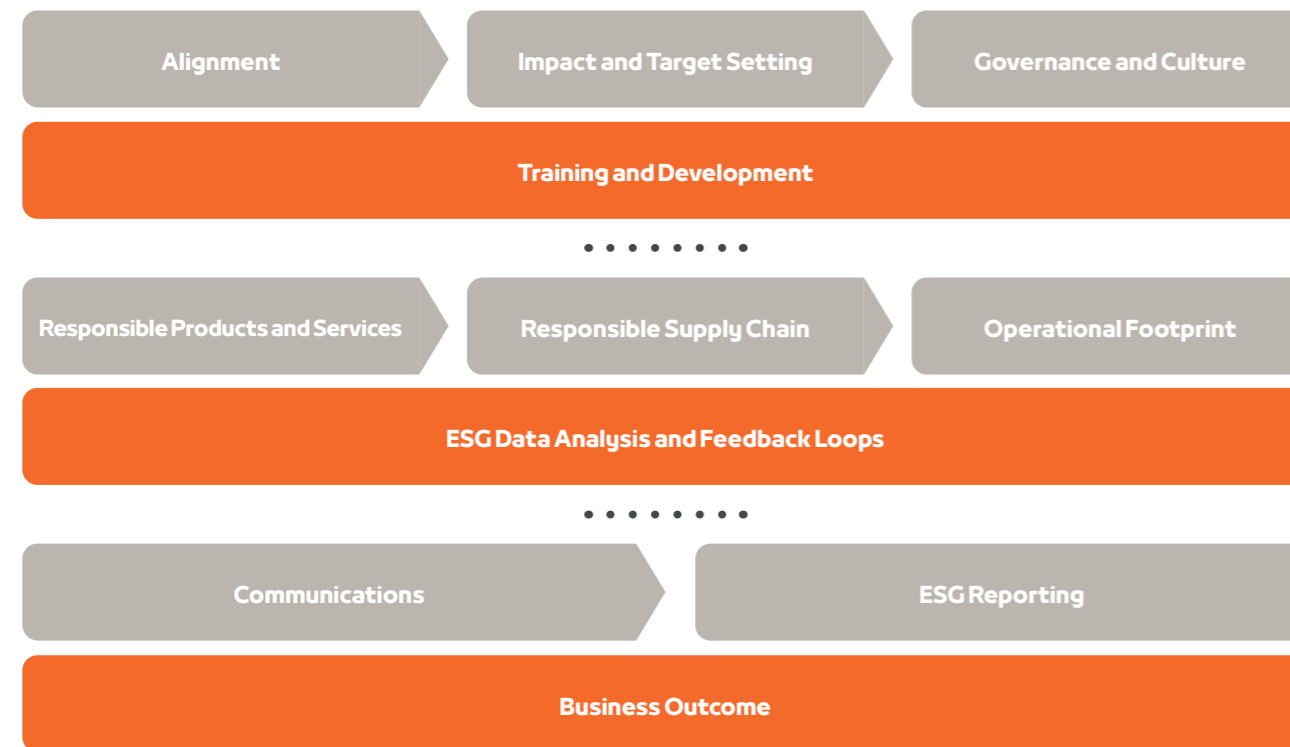 Alignment
Impact and Target Setting
Governance and Culture
Training and Development
Responsible Products and Services
Responsible Supply Chain
Operational Footprint
ESG Data Analysis and Feedback Loops
Communications
ESG Reporting
Business Outcome